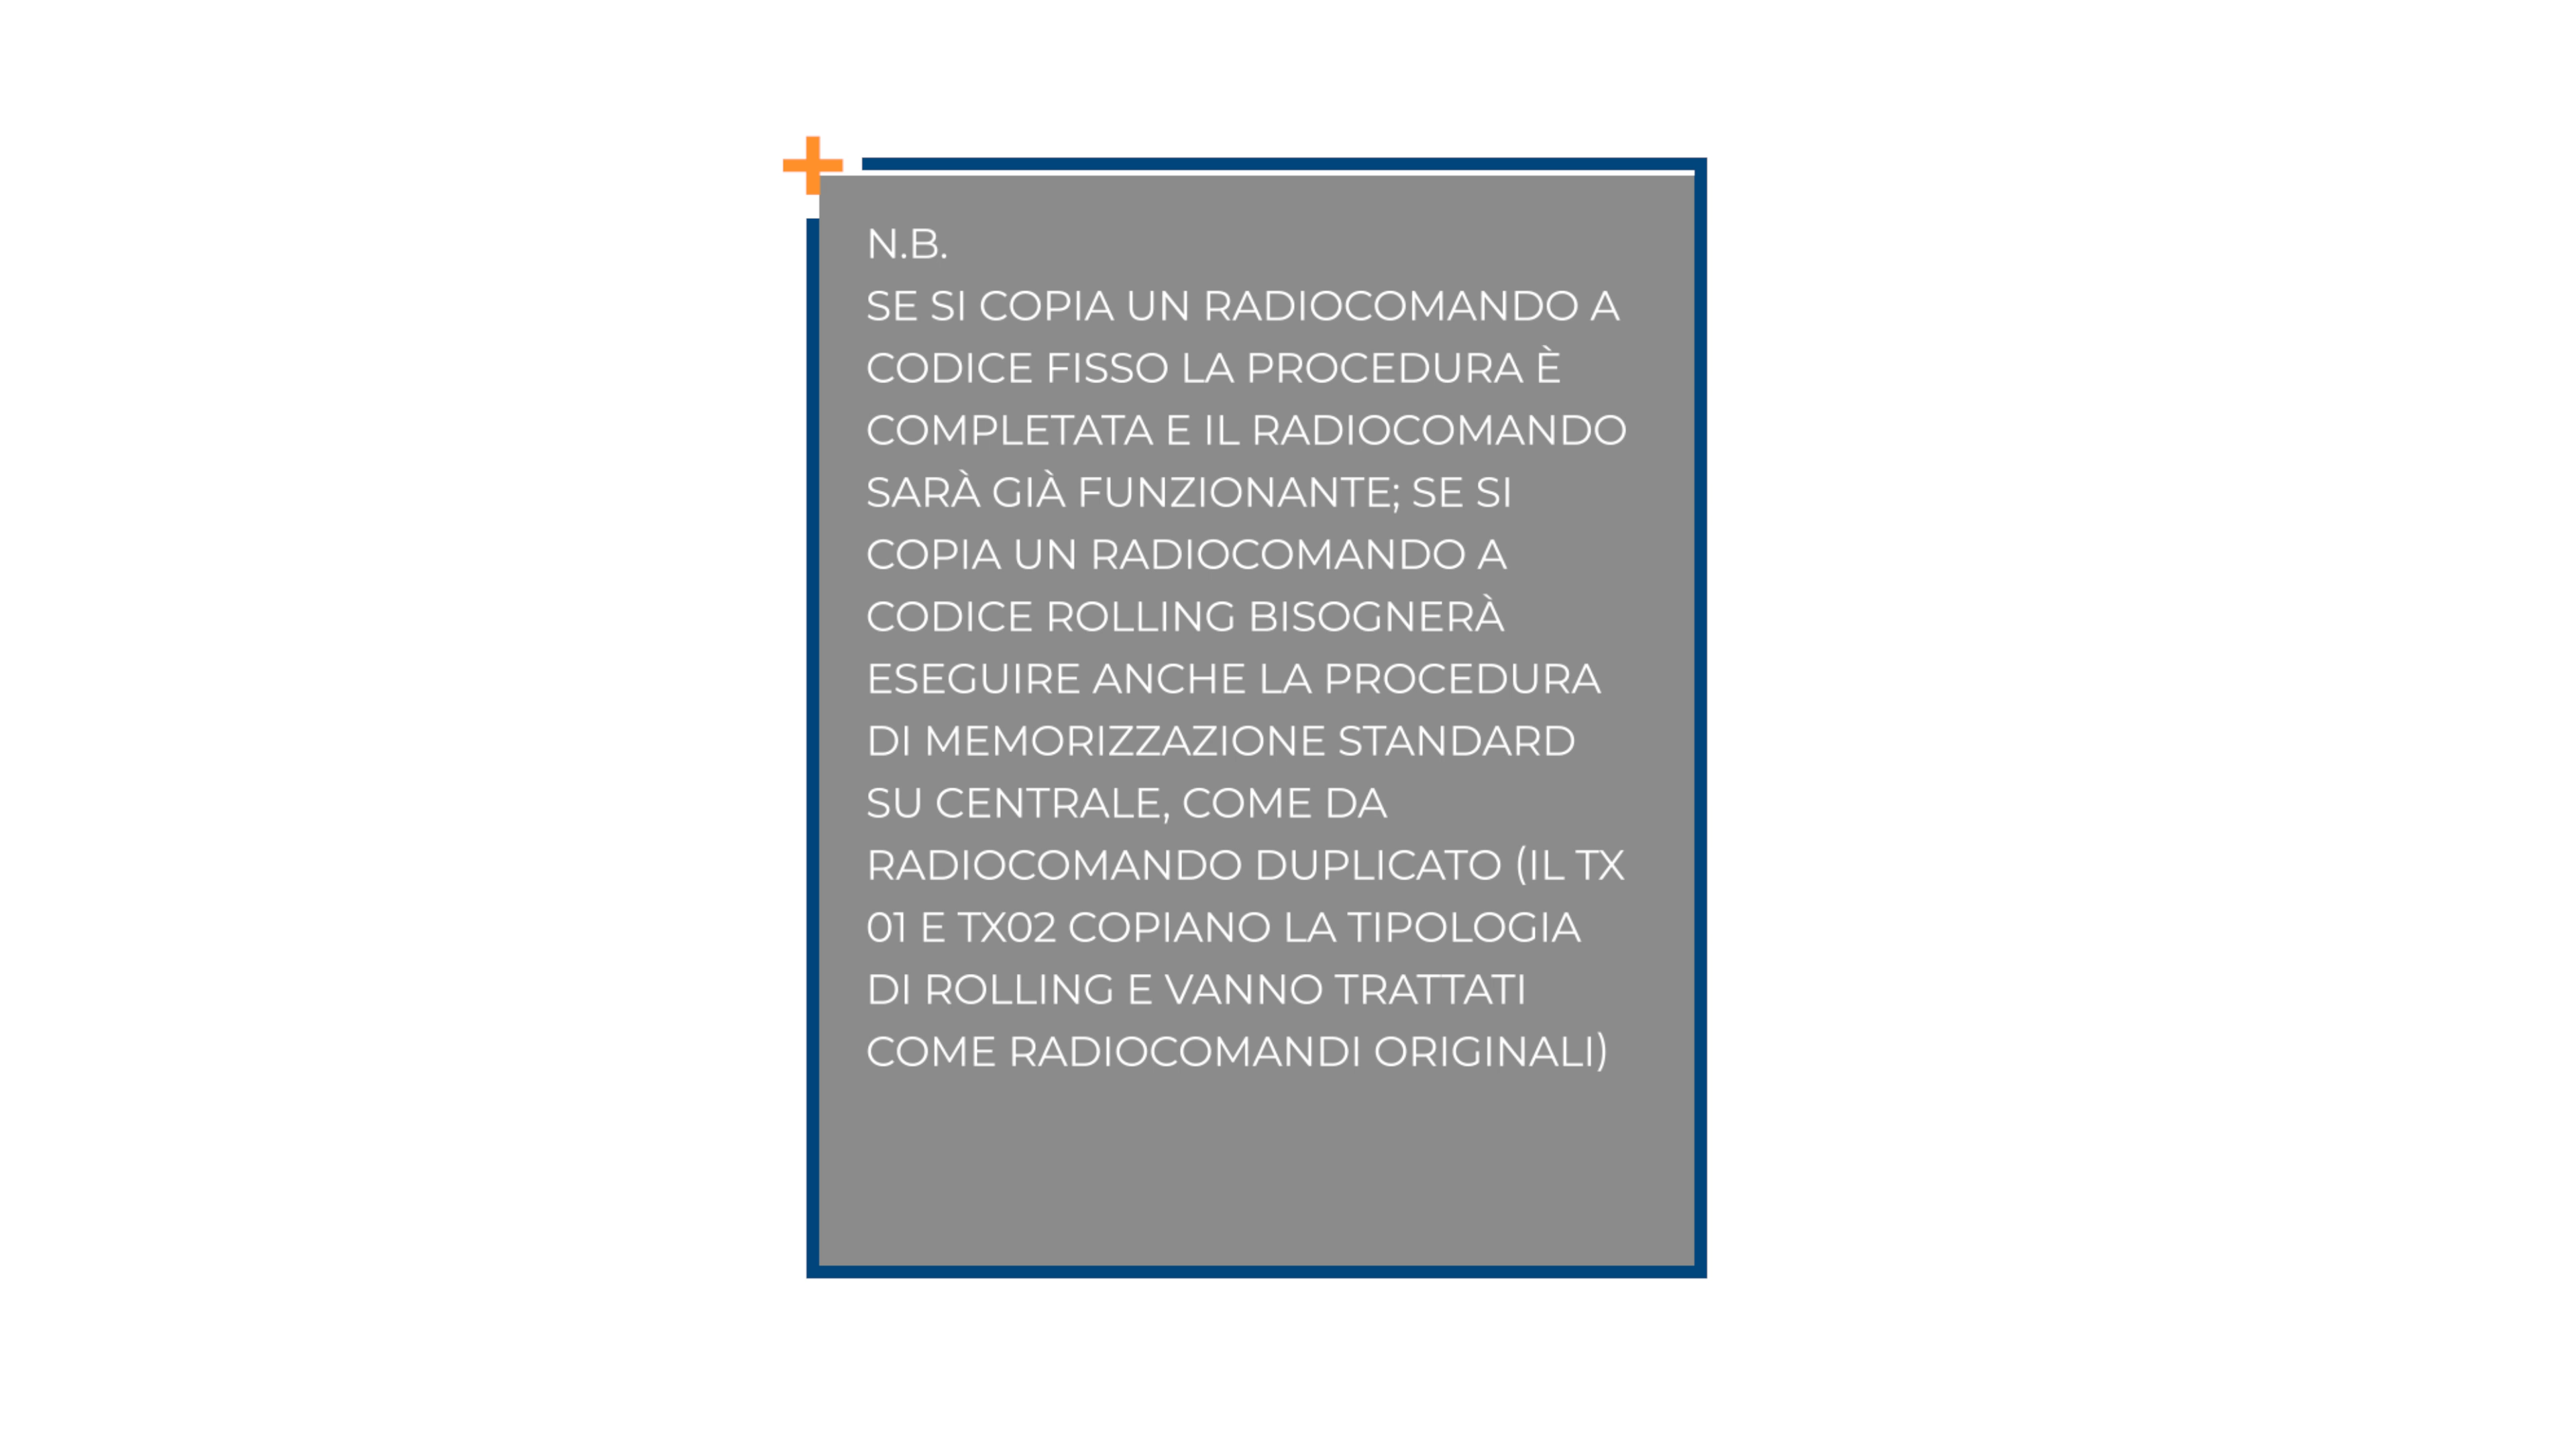 N.B.
SE SI COPIA UN RADIOCOMANDO A
CODICE FISSO LA PROCEDURA È
COMPLETATA E IL RADIOCOMANDO
SARÀ GIÀ FUNZIONANTE; SE SI
COPIA UN RADIOCOMANDO A
CODICE ROLLING BISOGNERÀ
ESEGUIRE ANCHE LA PROCEDURA
DI MEMORIZZAZIONE STANDARD
SU CENTRALE, COME DA
RADIOCOMANDO DUPLICATO (IL TX
01 E TX02 COPIANO LA TIPOLOGIA
DI ROLLING E VANNO TRATTATI
COME RADIOCOMANDI ORIGINALI)